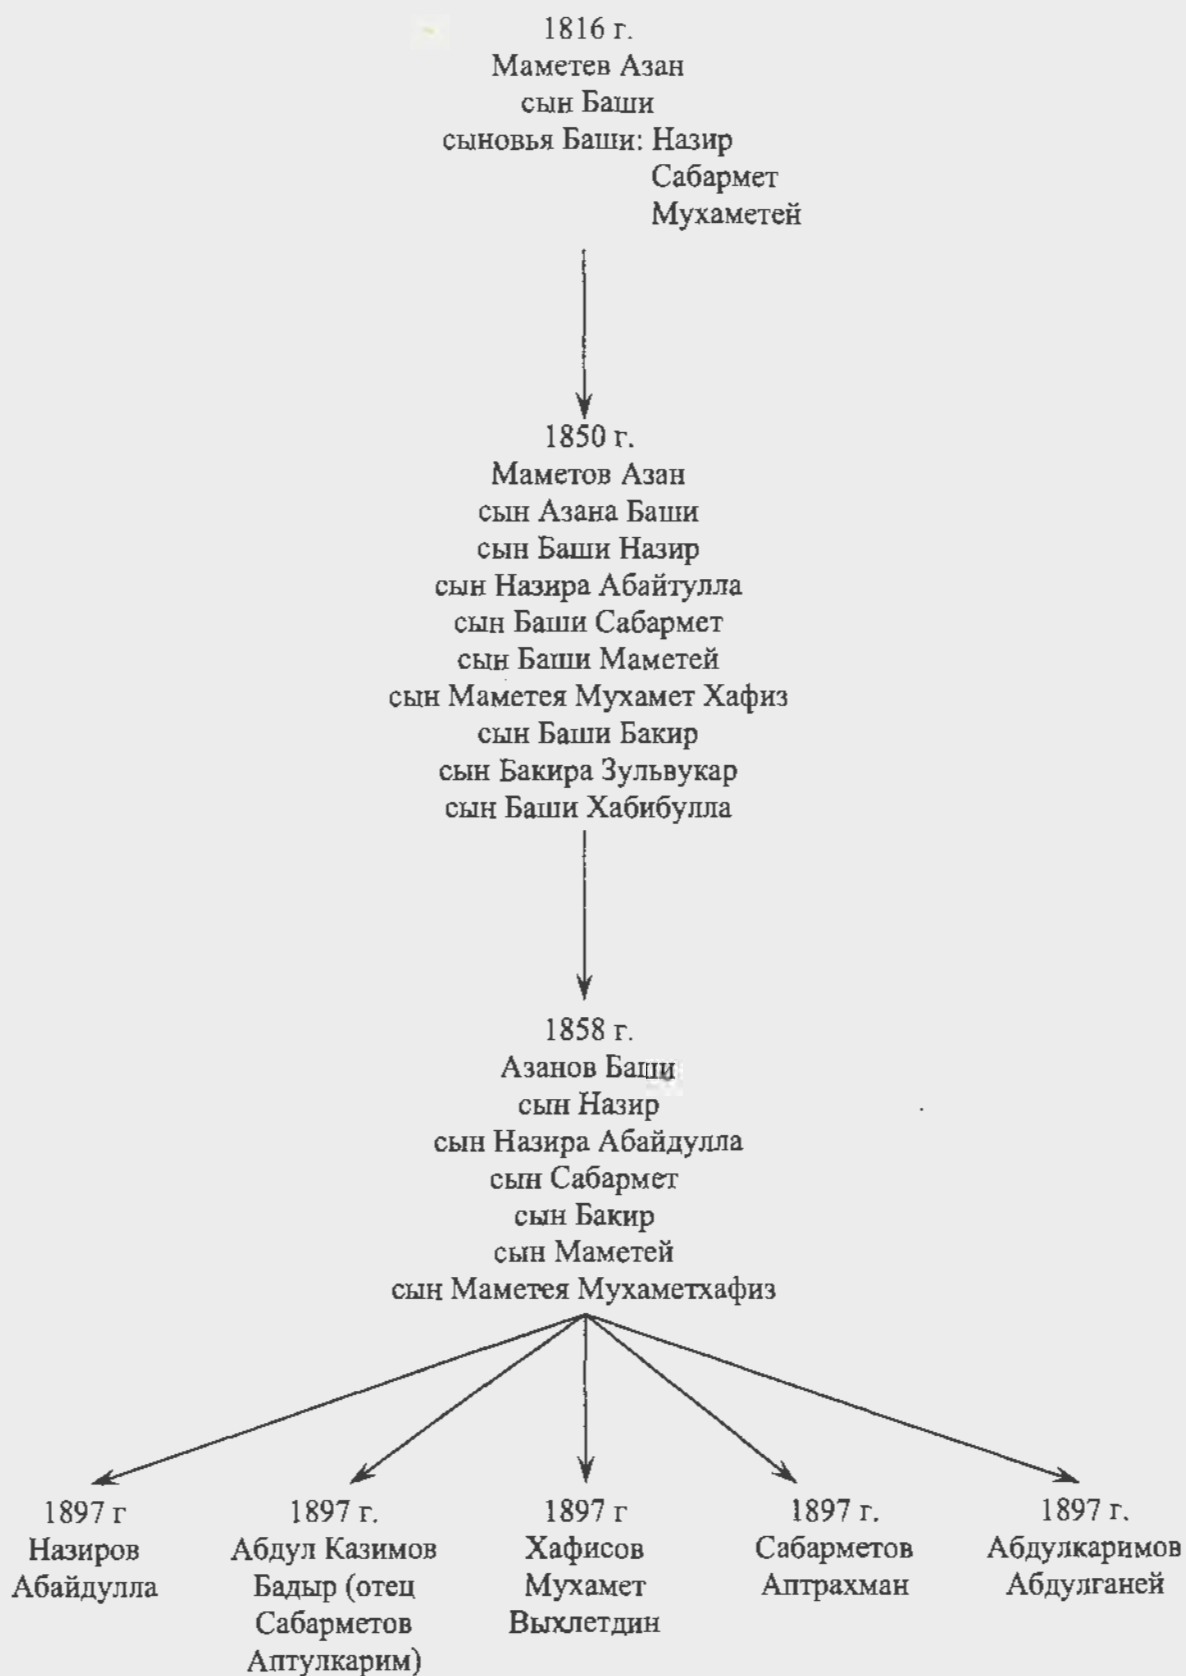 1816 г.
Маметев Азан
сын Баши
сыновья Баши: Назир
Сабармет
Мухаметей
1850 г.
Маметов Азан
сын Азана Баши
сын Баши Назир
сын Назира Абайтулла
сын Баши Сабармет
сын Баши Маметей
сын Маметея Мухамет Хафиз
сын Баши Бакир
сын Бакира Зульвукар
сын Баши Хабибулла
1858 г.
Азанов Баши
сын Назир
сын Назира Абайдулла
сын Сабармет
сын Бакир
сын Маметей
сын Маметея Мухаметхафиз
1897 г
Назиров
Абайдулла
1897 г.
Абдул Казимов
Бадыр (отец
Сабарметов
Аптулкарим)
1897 г
Хафисов
Мухамет
Выхлетдин
1897 г.
Сабарметов
Аптрахман
1897 г.
Абдулкаримов
Абдулганей